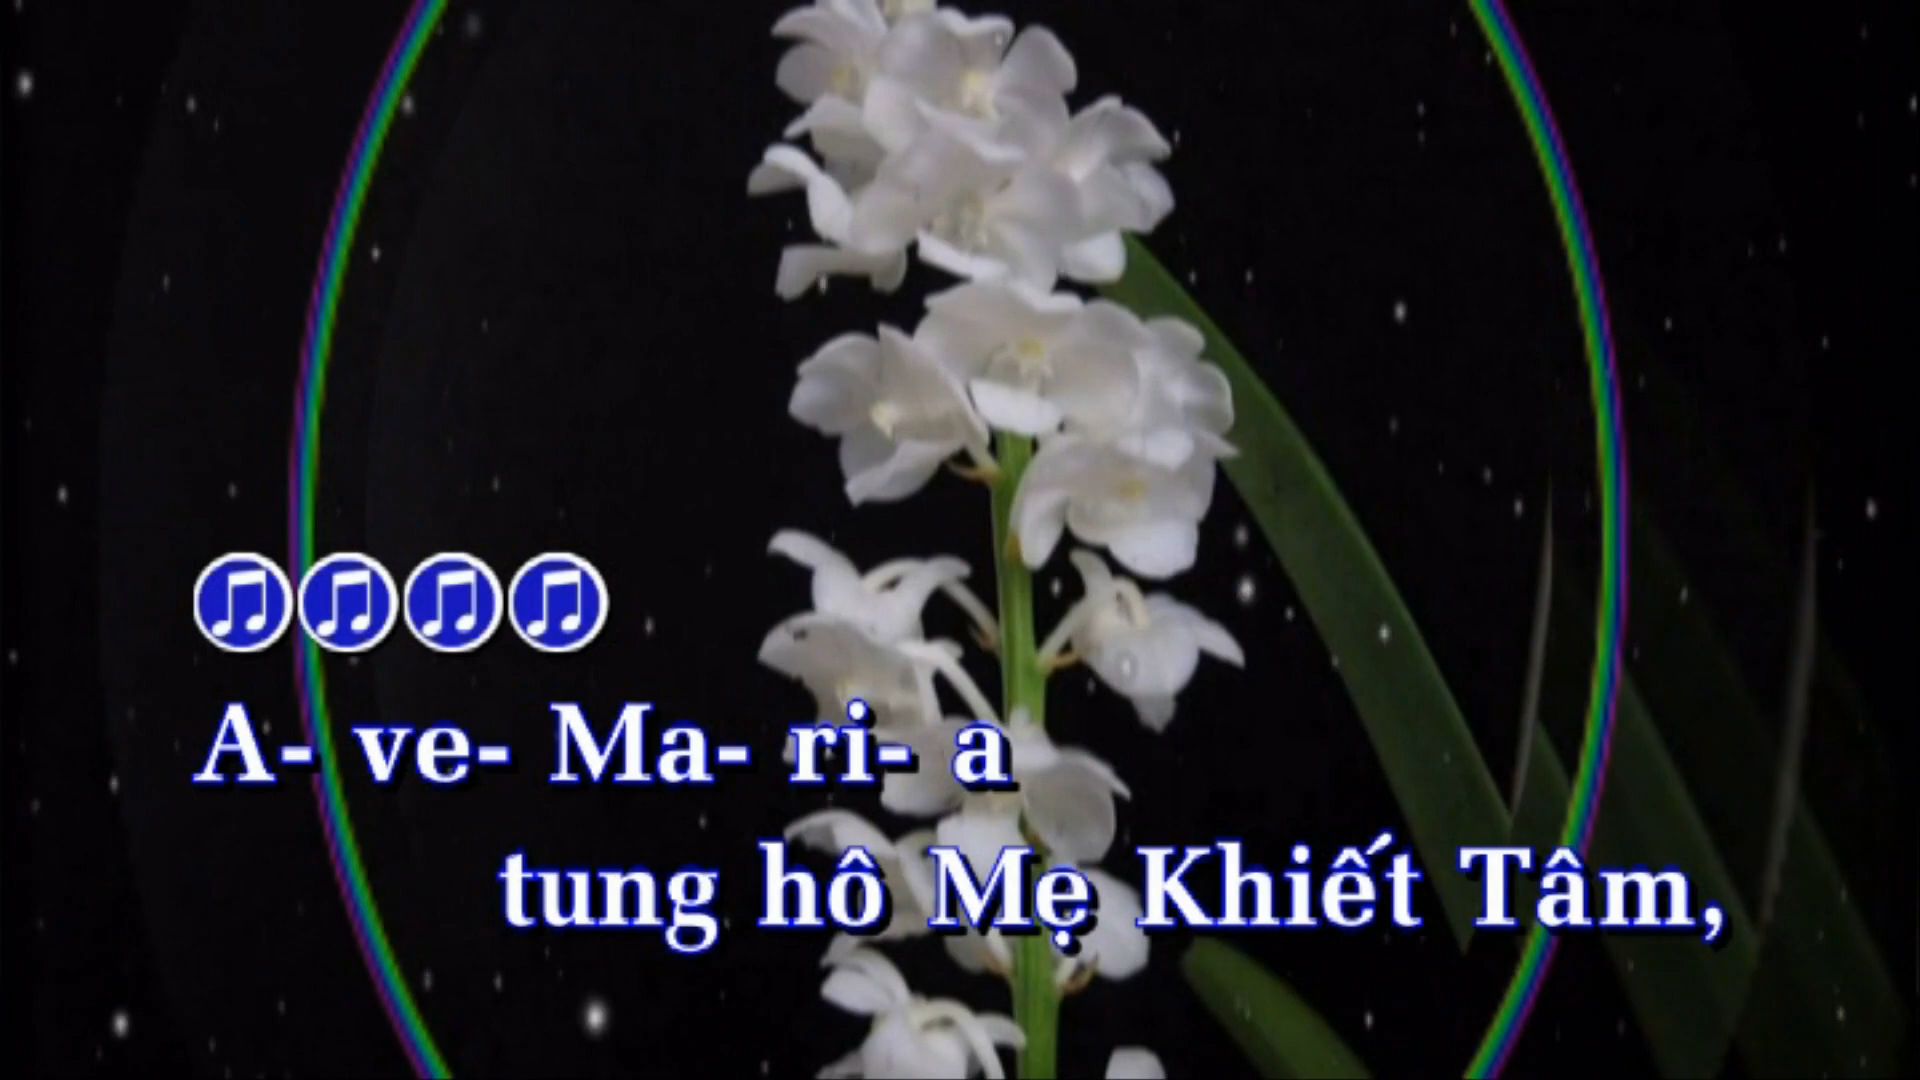 A- ve- Ma- ri- a
tung hô Mẹ Khiết Tâm,